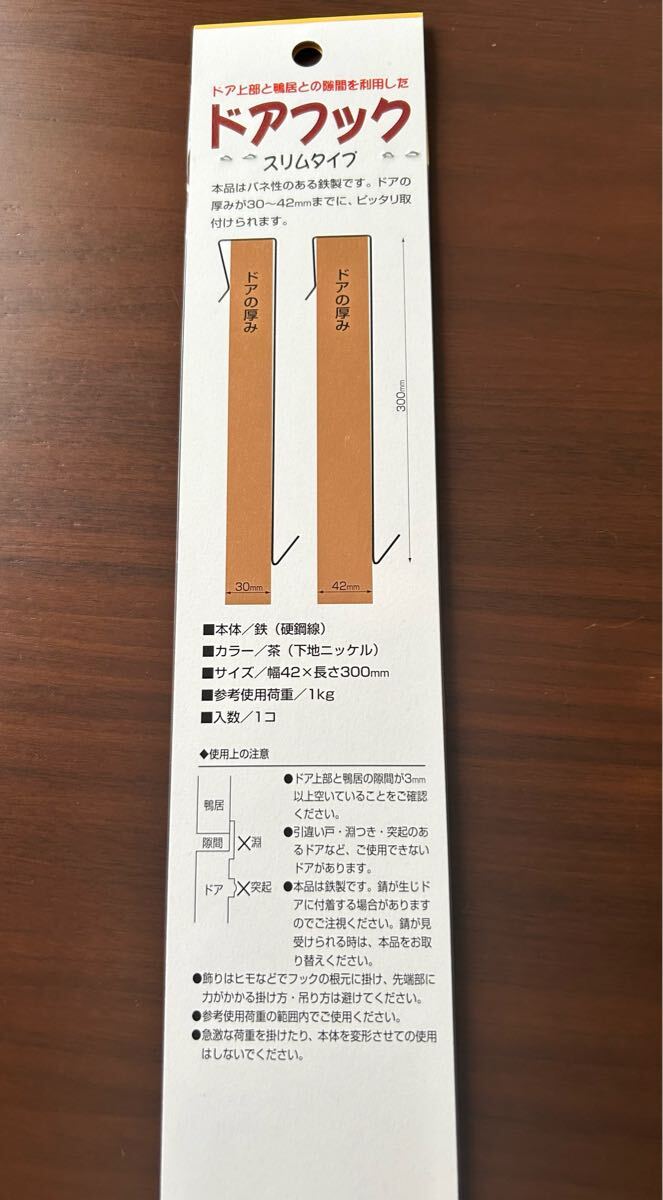 ドア上部と鴨居との隙間を利用した
ドアフック
スリムタイプ
本品はバネ性のある鉄製です。ドアの
厚みが30〜42mmまでに、ピッタリ取
付けられます。
ドアの厚み
ドアの厚み
300mm
30mm
42mm
■本体／鉄（硬鋼線）
■カラー／茶（下地ニッケル）
■サイズ／幅42×長さ300mm
■参考使用荷重／1kg
■入数／1コ
◆使用上の注意
鴨居
隙間
×淵
ドア
×突起
●ドア上部と鴨居の隙間が3mm
以上空いていることをご確認
ください。
●引違い戸・淵つき・突起のあ
るドアなど、ご使用できない
ドアがあります。
●本品は鉄製です。錆が生じド
アに付着する場合があります
のでご注視ください。錆が見
受けられる時は、本品をお取
り替えください。
●飾りはヒモなどでフックの根元に掛け、先端部に
力がかかる掛け方・吊り方は避けてください。
●参考使用荷重の範囲内でご使用ください。
●急激な荷重を掛けたり、本体を変形させての使用
はしないでください。